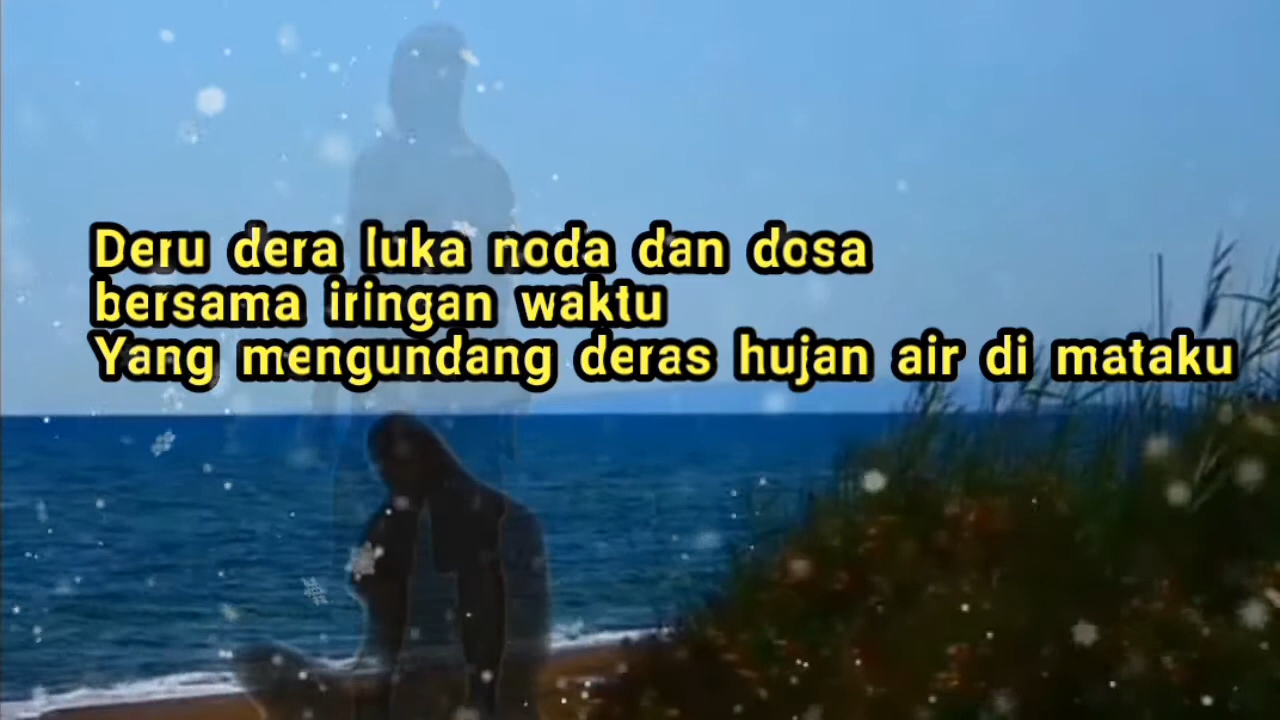 Deru dera luka noda dan dosa
bersama iringan waktu
Yang mengundang deras hujan air di mataku